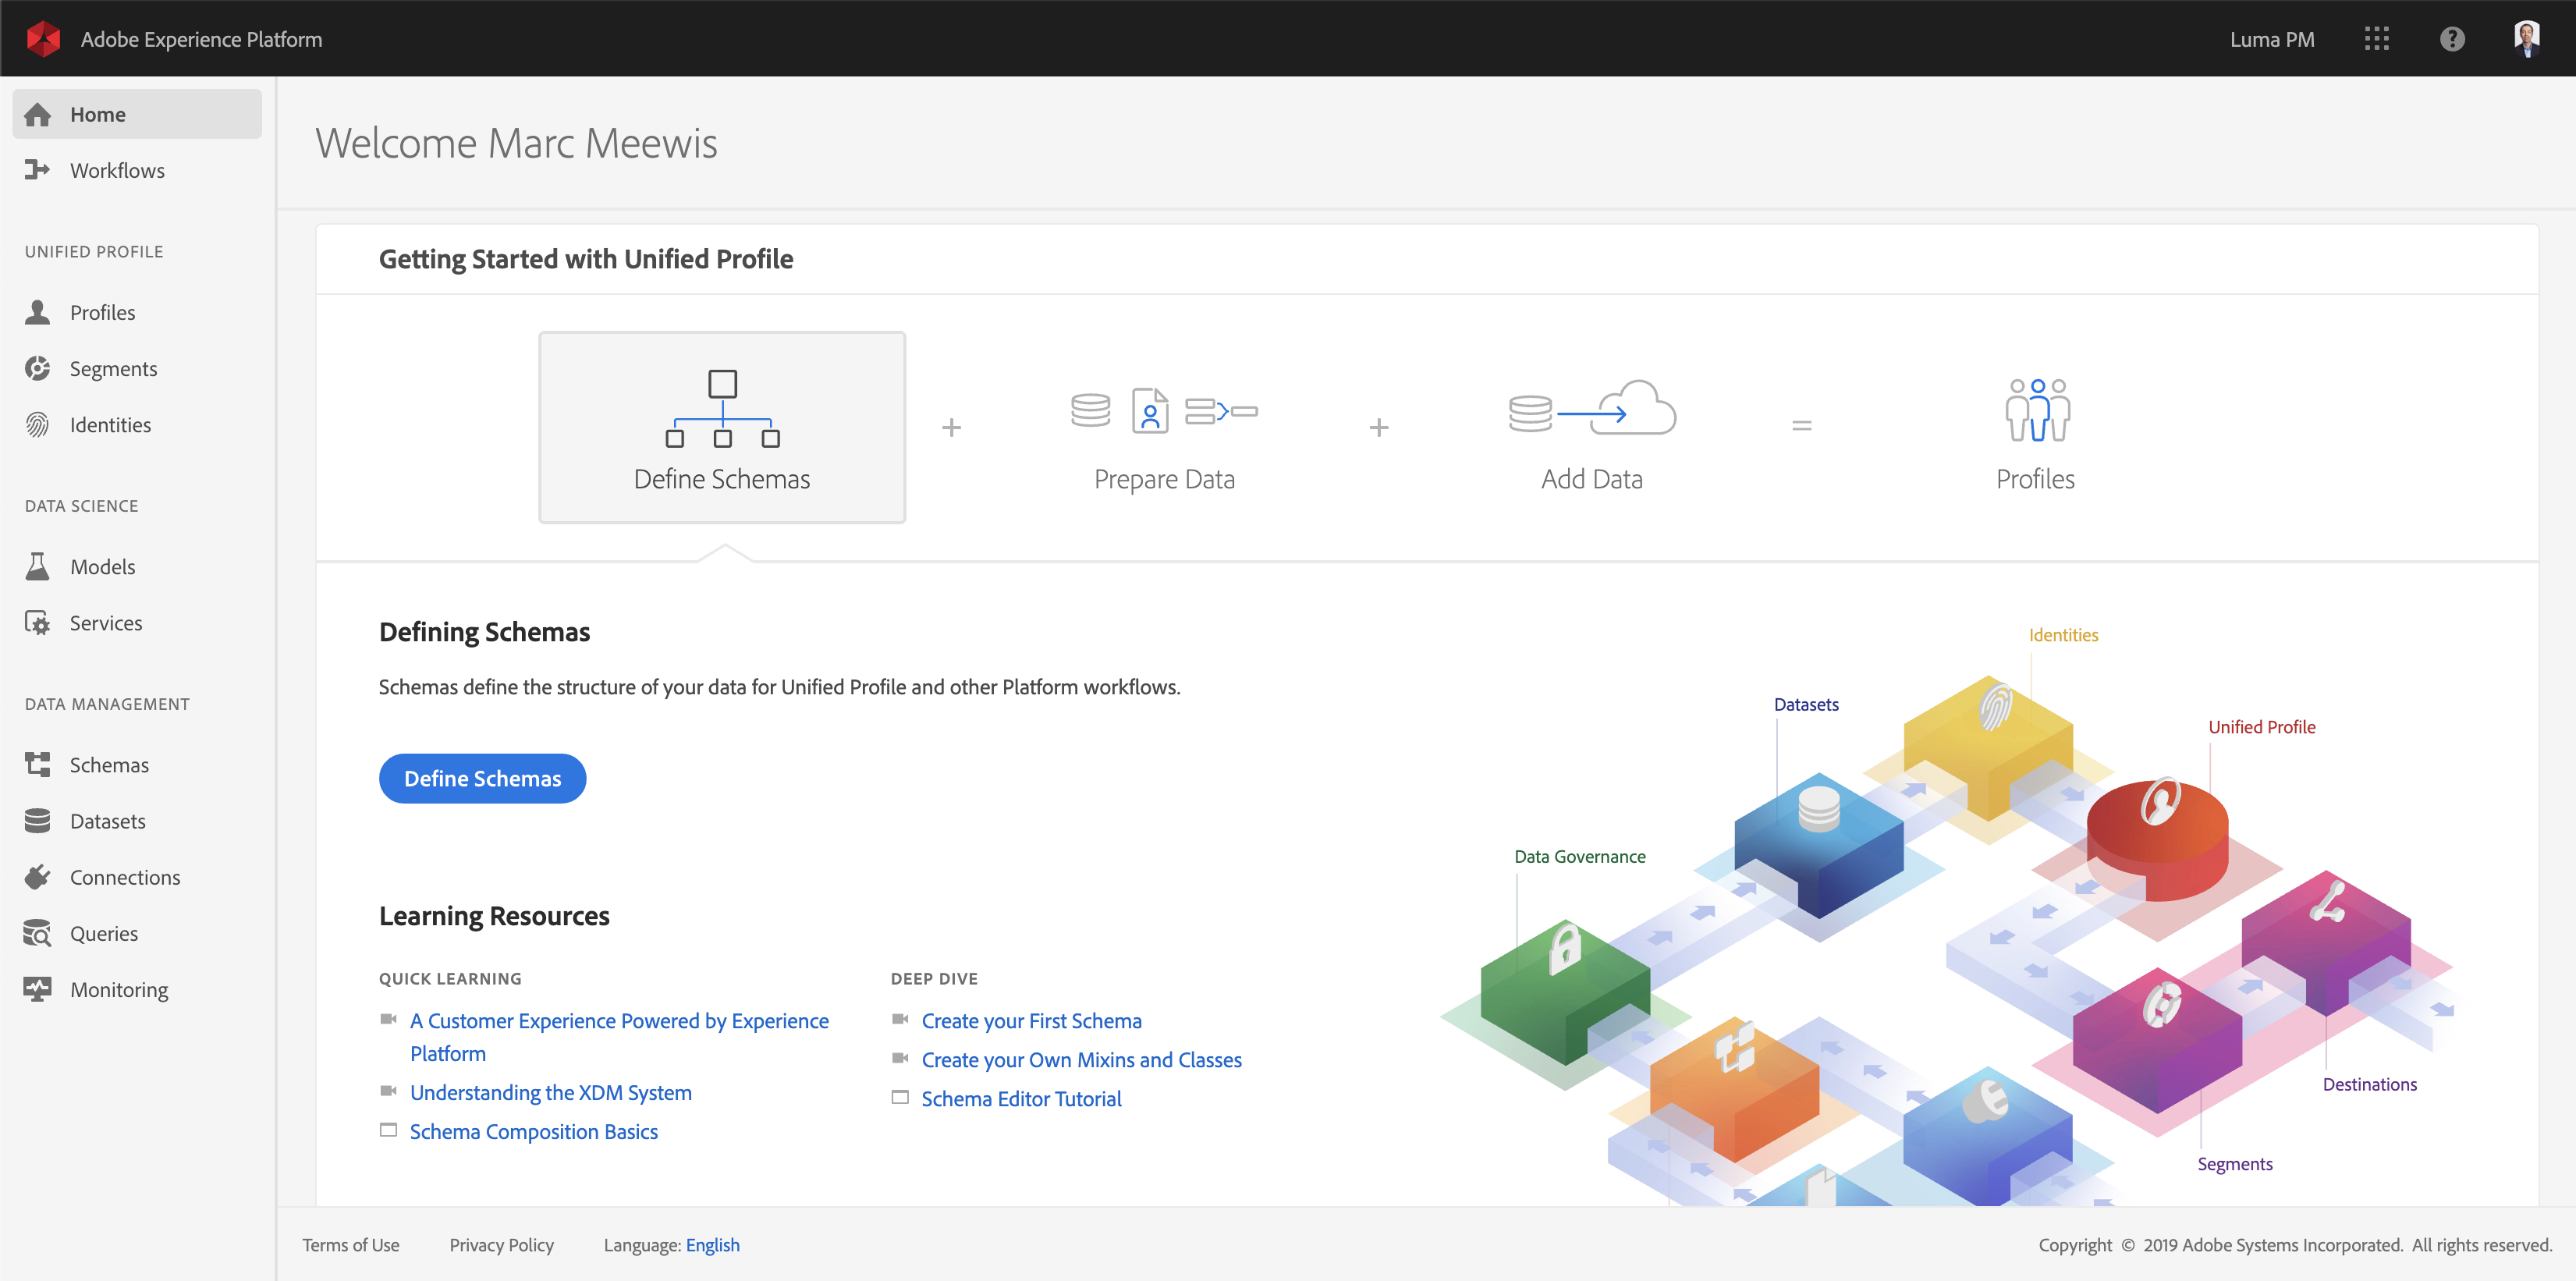 Adobe Experience Platform
Luma PM
Home
Workflows
UNIFIED PROFILE
Profiles
Segments
Identities
DATA SCIENCE
Models
Services
DATA MANAGEMENT
Schemas
Datasets
Connections
Queries
Monitoring
Welcome Marc Meewis
Getting Started with Unified Profile
Define Schemas
+
Prepare Data
+
Add Data
=
Profiles
Defining Schemas
Schemas define the structure of your data for Unified Profile and other Platform workflows.
Define Schemas
Learning Resources
QUICK LEARNING
A Customer Experience Powered by Experience
Platform
Understanding the XDM System
Schema Composition Basics
DEEP DIVE
Create your First Schema
Create your Own Mixins and Classes
Schema Editor Tutorial
Identities
Datasets
Unified Profile
Data Governance
Destinations
Segments
Terms of Use
Privacy Policy
Language: English
Copyright © 2019 Adobe Systems Incorporated. All rights reserved.